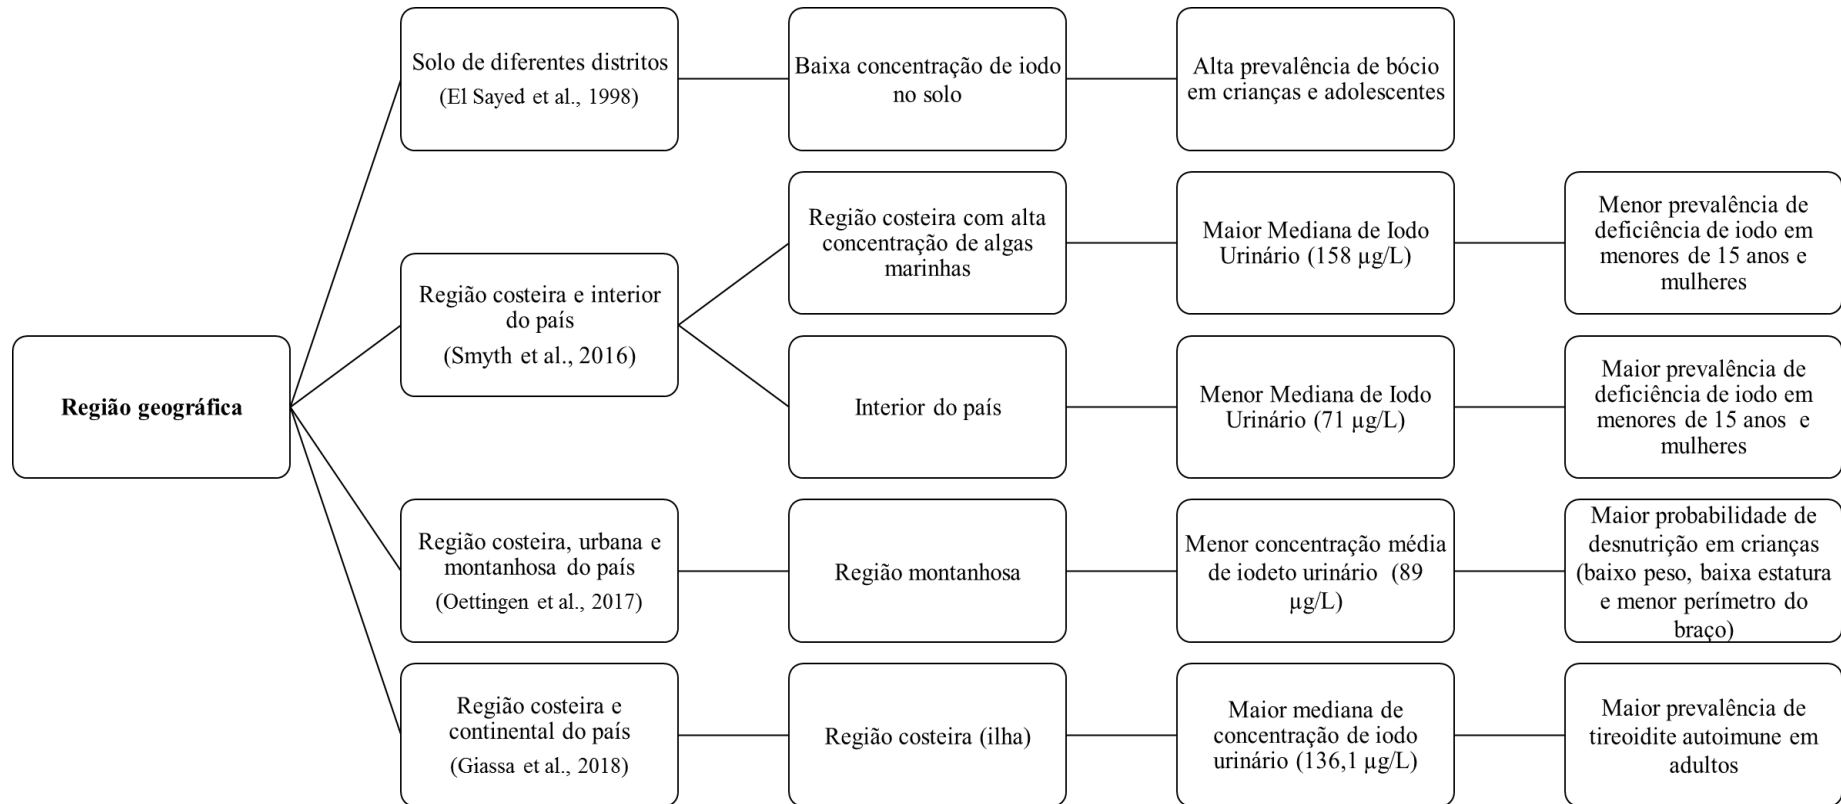 Região geográfica
Solo de diferentes distritos
(El Sayed et al., 1998)
Baixa concentração de iodo
no solo
Alta prevalência de bócio
em crianças e adolescentes
Região costeira e interior
do país
(Smyth et al., 2016)
Região costeira com alta
concentração de algas
marinhas
Maior Mediana de Iodo
Urinário (158 µg/L)
Menor prevalência de
deficiência de iodo em
menores de 15 anos e
mulheres
Interior do país
Menor Mediana de Iodo
Urinário (71 µg/L)
Maior prevalência de
deficiência de iodo em
menores de 15 anos e
mulheres
Região costeira, urbana e
montanhosa do país
(Oettingen et al., 2017)
Região montanhosa
Menor concentração média
de iodeto urinário (89
µg/L)
Maior probabilidade de
desnutrição em crianças
(baixo peso, baixa estatura
e menor perímetro do
braço)
Região costeira e
continental do país
(Giassa et al., 2018)
Região costeira (ilha)
Maior mediana de
concentração de iodo
urinário (136,1 µg/L)
Maior prevalência de
tireoidite autoimune em
adultos